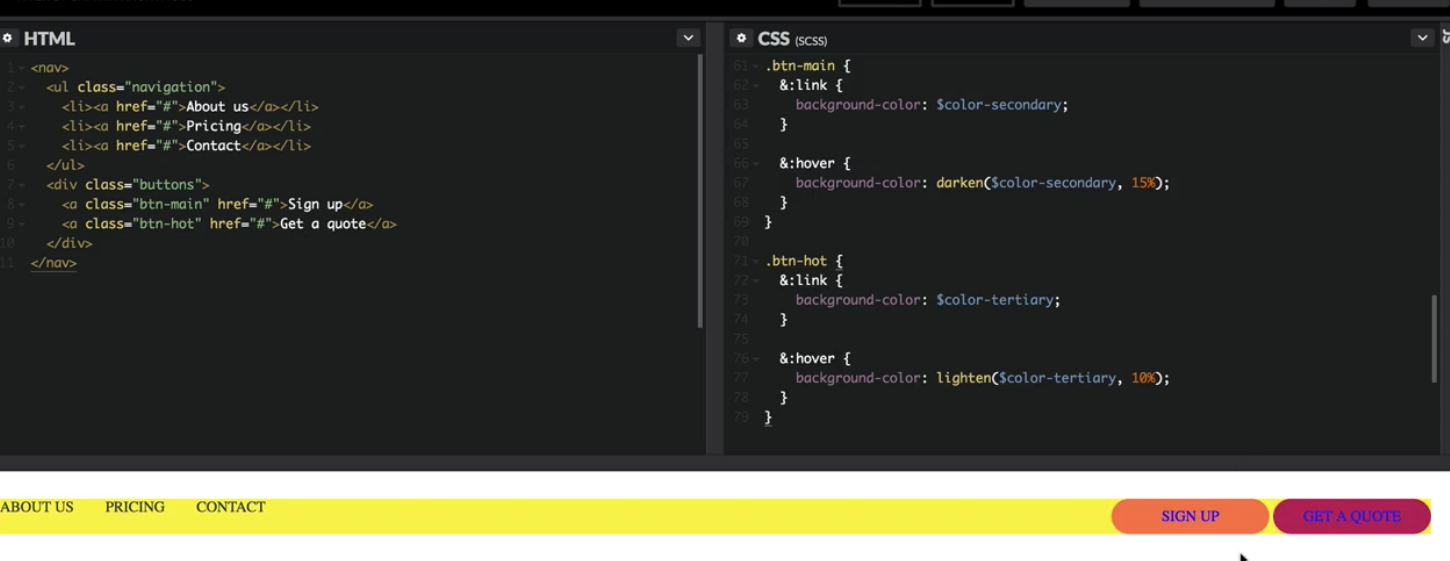 HTML
1 <nav>
2 <ul class="navigation">
3 <li><a href="#">About us</a></li>
4 <li><a href="#">Pricing</a></li>
5 <li><a href="#">Contact</a></li>
6 </ul>
7 <div class="buttons">
8 <a class="btn-main" href="#">Sign up</a>
9 <a class="btn-hot" href="#">Get a quote</a>
10 </div>
11 </nav>
CSS (SCSS)
61 .btn-main {
62 &:link {
63 background-color: $color-secondary;
64 }
65
66 &:hover {
67 background-color: darken($color-secondary, 15%);
68 }
69 }
70
71 .btn-hot {
72 &:link {
73 background-color: $color-tertiary;
74 }
75
76 &:hover {
77 background-color: lighten($color-tertiary, 10%);
78 }
79 }
ABOUT US PRICING CONTACT SIGN UP GET A QUOTE